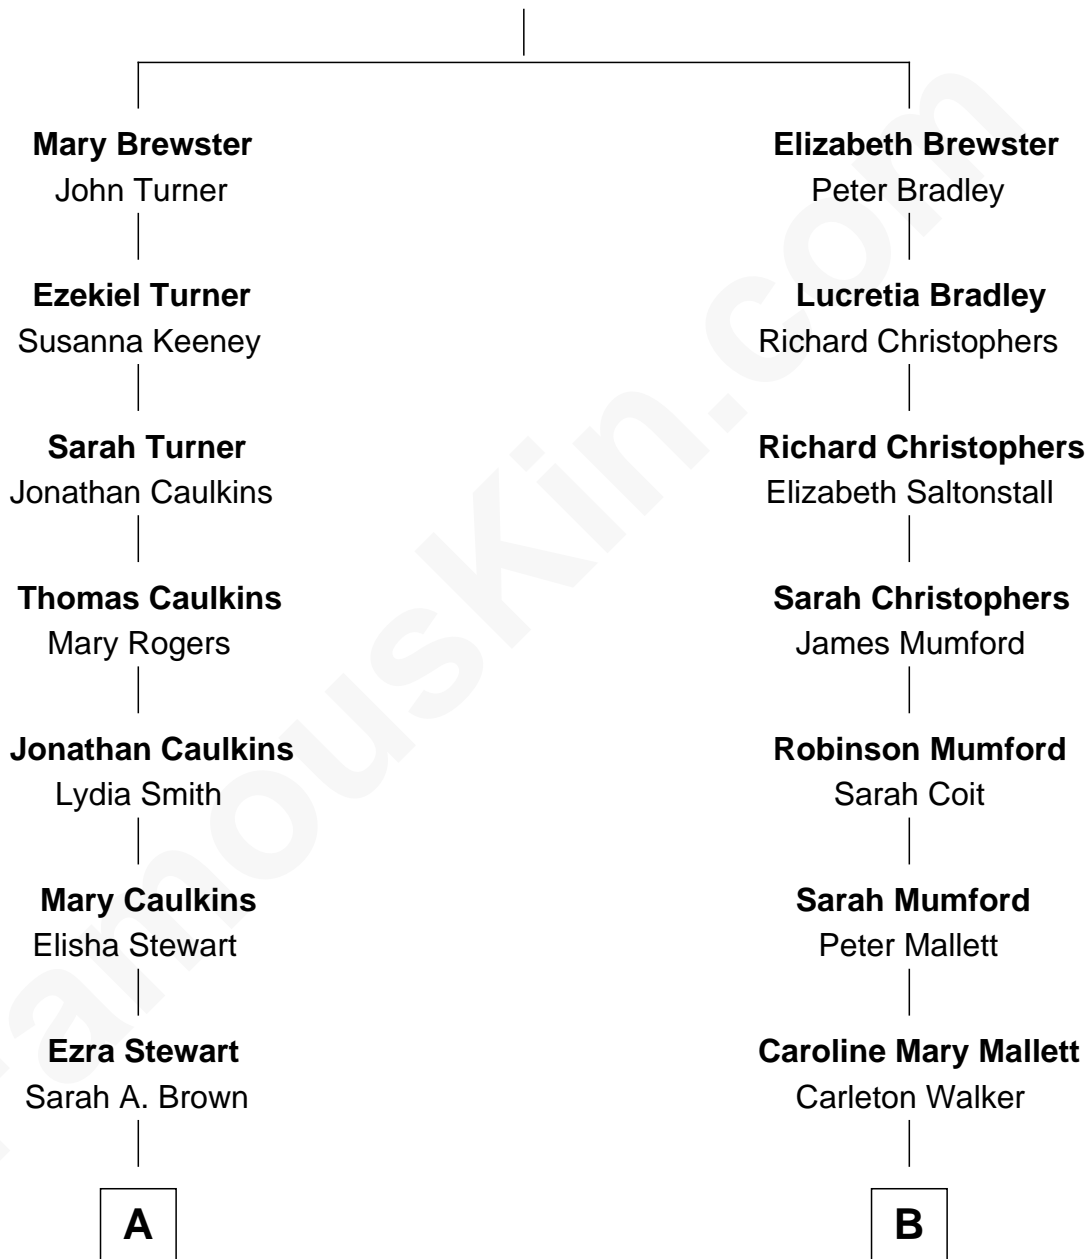 Mary Brewster
John Turner
Ezekiel Turner
Susanna Keeney
Sarah Turner
Jonathan Caulkins
Thomas Caulkins
Mary Rogers
Jonathan Caulkins
Lydia Smith
Mary Caulkins
Elisha Stewart
Ezra Stewart
Sarah A. Brown
A
Elizabeth Brewster
Peter Bradley
Lucretia Bradley
Richard Christophers
Richard Christophers
Elizabeth Saltonstall
Sarah Christophers
James Mumford
Robinson Mumford
Sarah Coit
Sarah Mumford
Peter Mallett
Caroline Mary Mallett
Carleton Walker
B
FamousKin.com